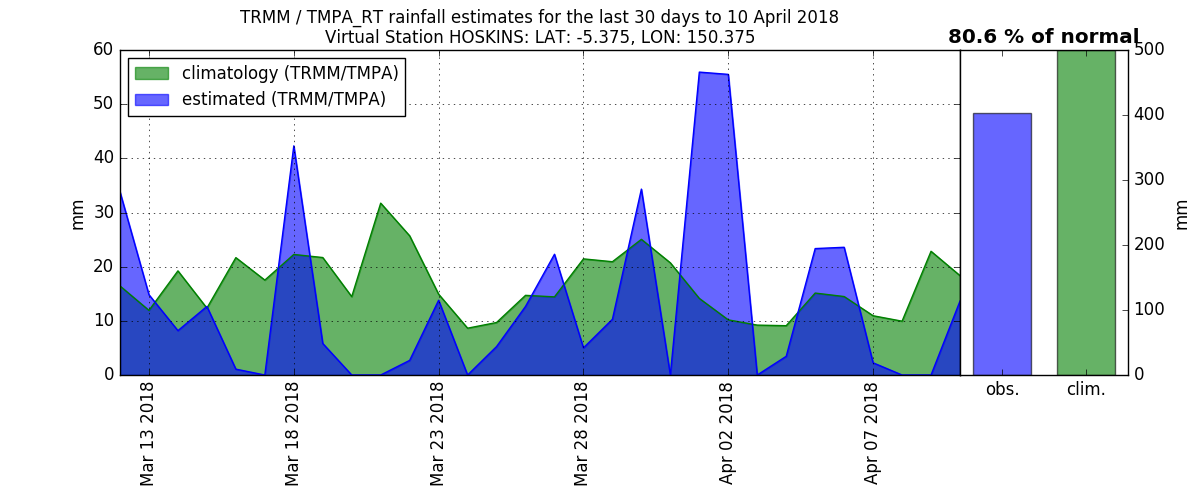 TRMM / TMPA_RT rainfall estimates for the last 30 days to 10 April 2018
Virtual Station HOSKINS: LAT: -5.375, LON: 150.375
80.6 % of normal
climatology (TRMM/TMPA)
estimated (TRMM/TMPA)
mm
60
50
40
30
20
10
0
Mar 13 2018
Mar 18 2018
Mar 23 2018
Mar 28 2018
Apr 02 2018
Apr 07 2018
obs.
clim.
500
400
300
200
100
0
mm